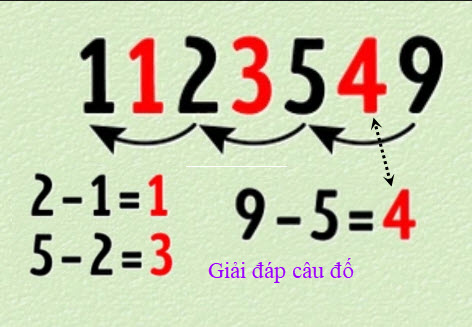 1123549
2-1=1
9-5=4
5-2=3
Giải đáp câu đố